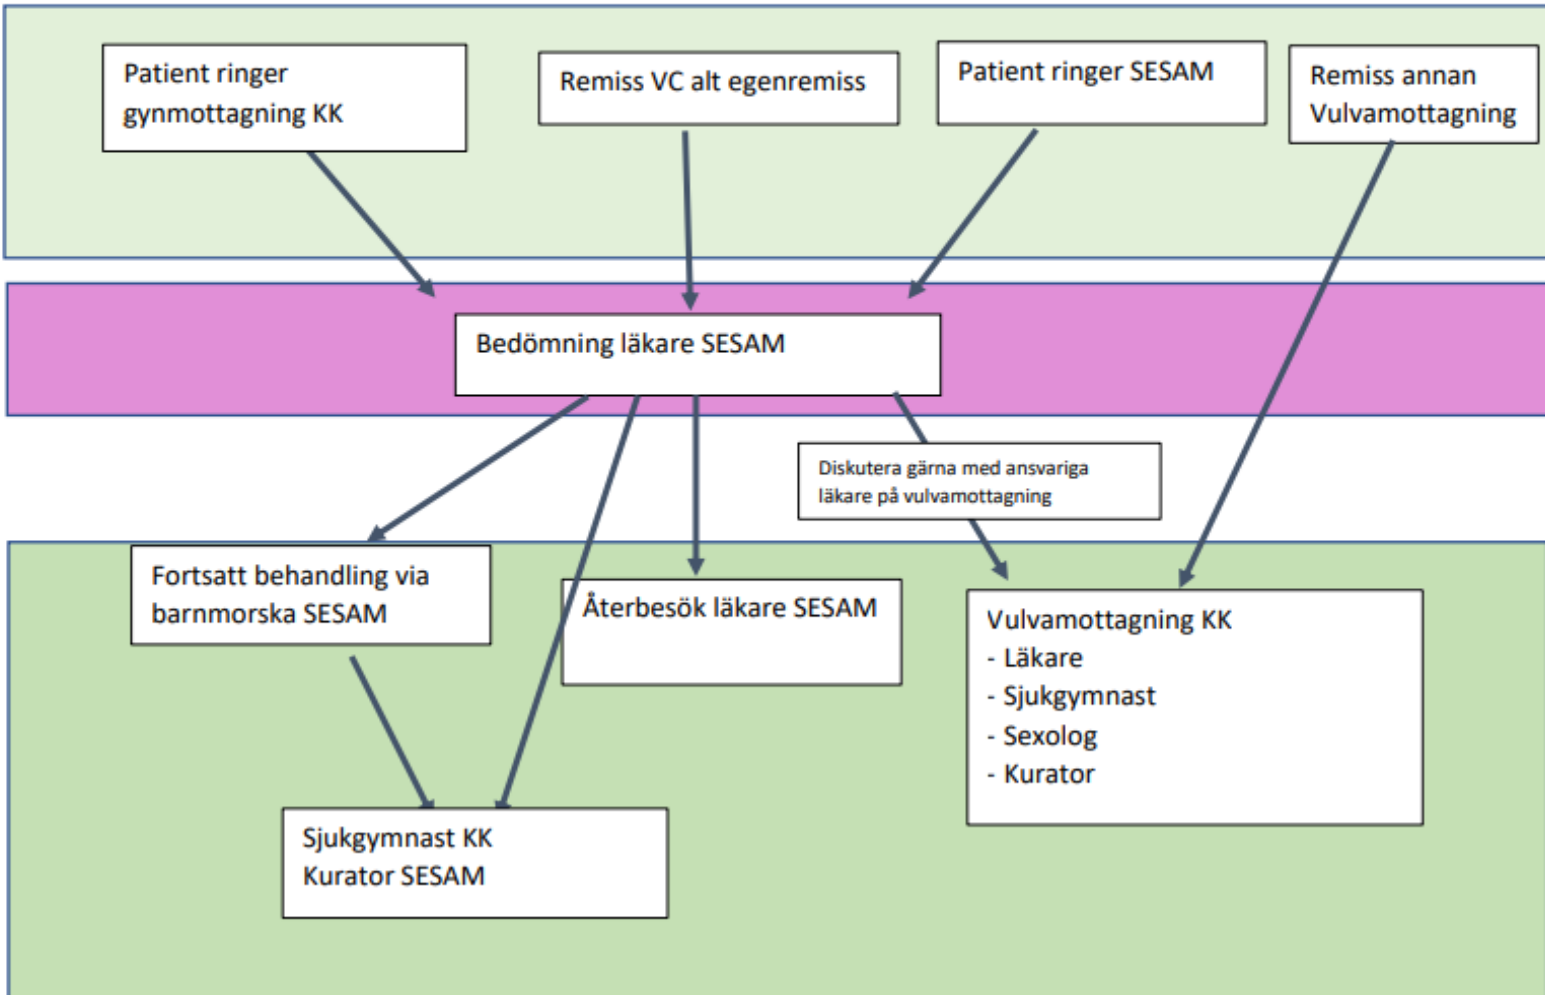 Patient ringer
gynmottagning KK
Remiss VC alt egenremiss
Patient ringer SESAM
Remiss annan
Vulvamottagning
Bedömning läkare SESAM
Diskutera gärna med ansvariga
läkare på vulvamottagning
Fortsatt behandling via
barnmorska SESAM
Återbesök läkare SESAM
Vulvamottagning KK
- Läkare
- Sjukgymnast
- Sexolog
- Kurator
Sjukgymnast KK
Kurator SESAM